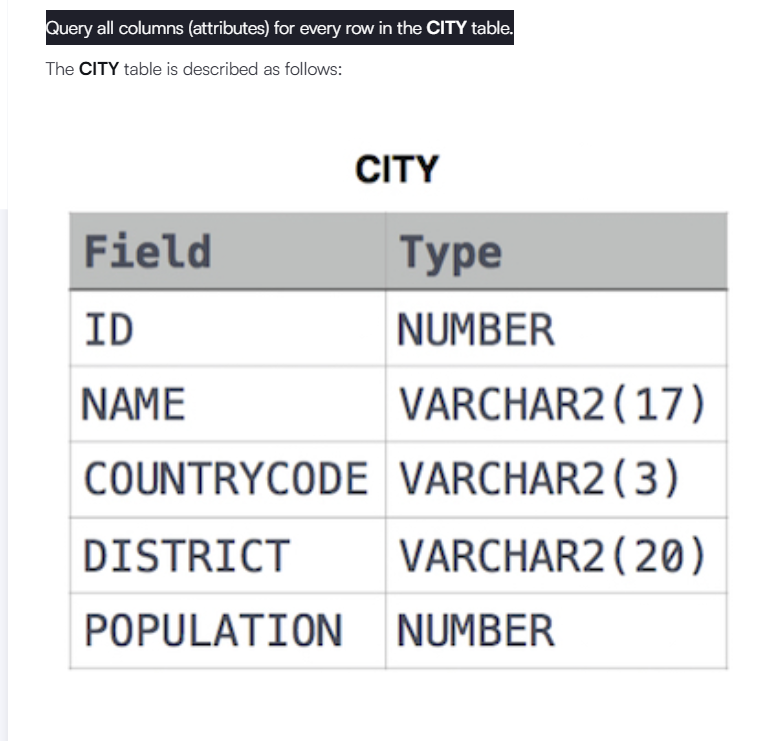 Query all columns (attributes) for every row in the CITY table.
The CITY table is described as follows:
CITY
Field Type
ID NUMBER
NAME VARCHAR2(17)
COUNTRYCODE VARCHAR2(3)
DISTRICT VARCHAR2(20)
POPULATION NUMBER